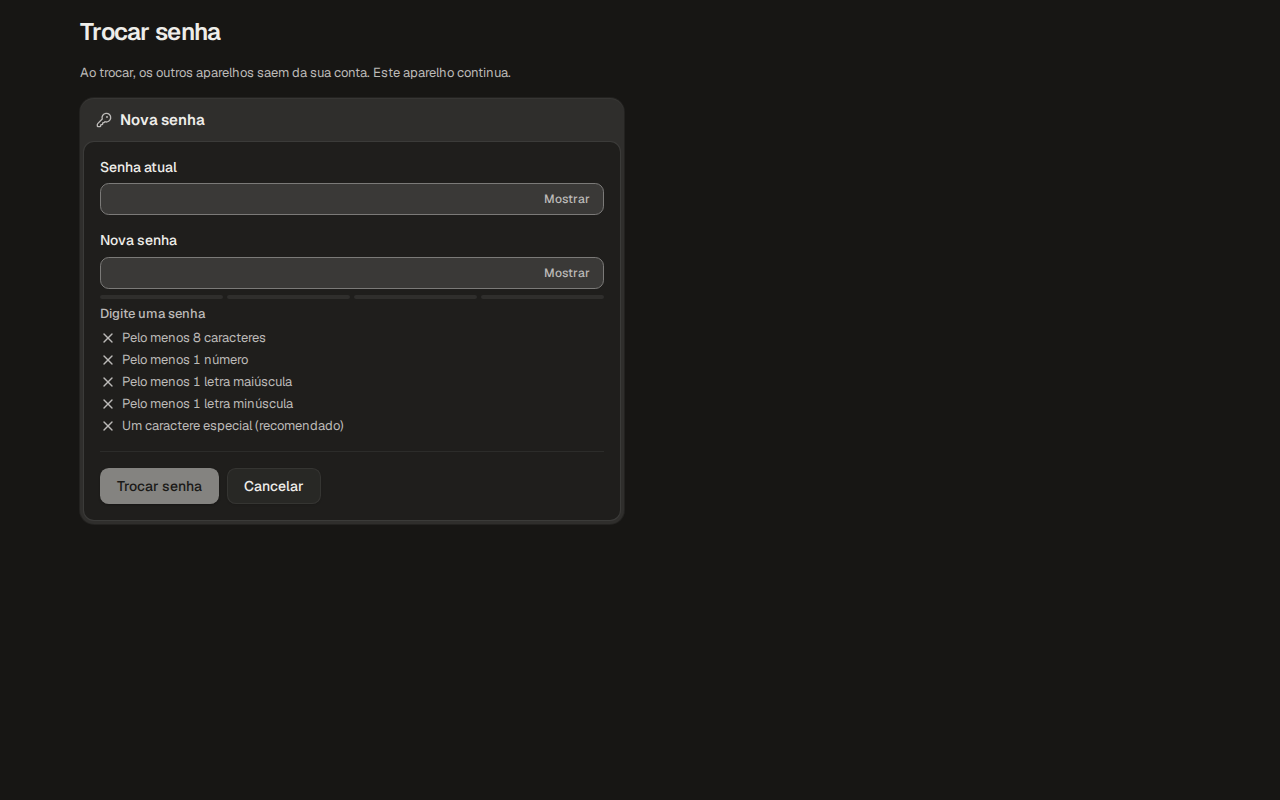 Trocar senha
Ao trocar, os outros aparelhos saem da sua conta. Este aparelho continua.
Nova senha
Senha atual
Mostrar
Nova senha
Mostrar
Digite uma senha
Pelo menos 8 caracteres
Pelo menos 1 número
Pelo menos 1 letra maiúscula
Pelo menos 1 letra minúscula
Um caractere especial (recomendado)
Trocar senha Cancelar